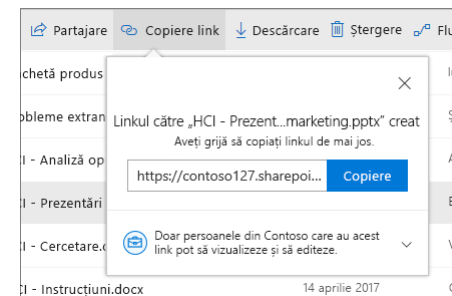 Partajare Copiere link Descărcare Ștergere Flu
chetă produs
Linkul către „HCI - Prezent...marketing.pptx” creat
obleme extran
Aveți grijă să copiați linkul de mai jos.
CI - Analiză op
https://contoso127.sharepoi... Copiere
CI - Prezentări
Doar persoanele din Contoso care au acest
CI - Cercetare.d
link pot să vizualizeze și să editeze.
CI - Instrucțiuni.docx 14 aprilie 2017